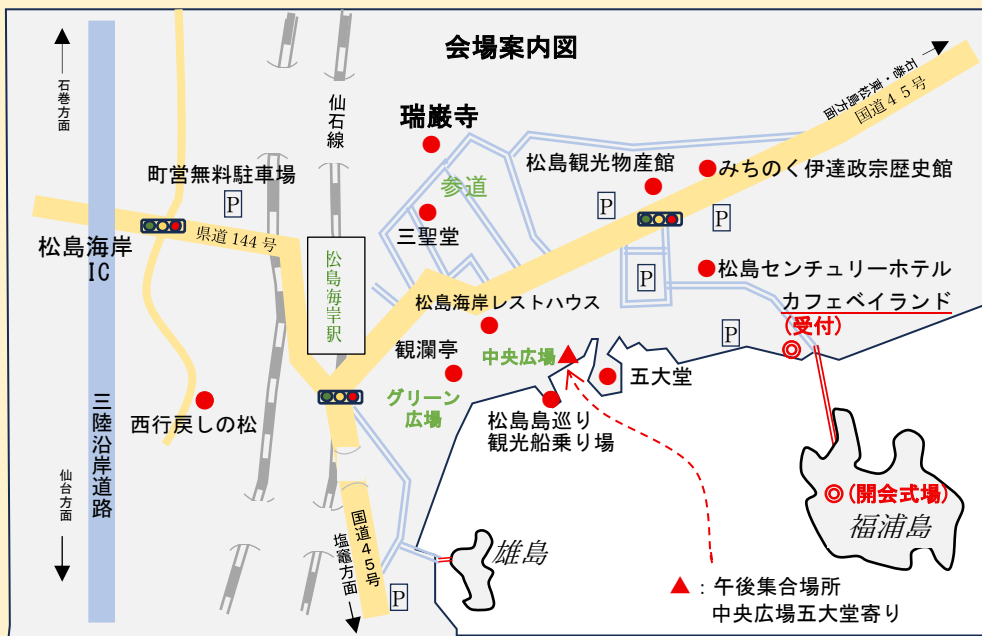 会場案内図
石巻方面
仙石線
石巻・東松島方面
国道45号
瑞巌寺
町営無料駐車場
P
参道
松島観光物産館
みちのく伊達政宗歴史館
P
P
三聖堂
県道144号
松島海岸
IC
松島海岸駅
P
松島センチュリーホテル
カフェベイランド
(受付)
松島海岸レストハウス
P
観瀾亭
中央広場
五大堂
グリーン
広場
西行戻しの松
松島島巡り
観光船乗り場
三陸沿岸道路
仙台方面
(開会式場)
福浦島
国道45号
塩竈方面
雄島
P
▲:午後集合場所
中央広場五大堂寄り